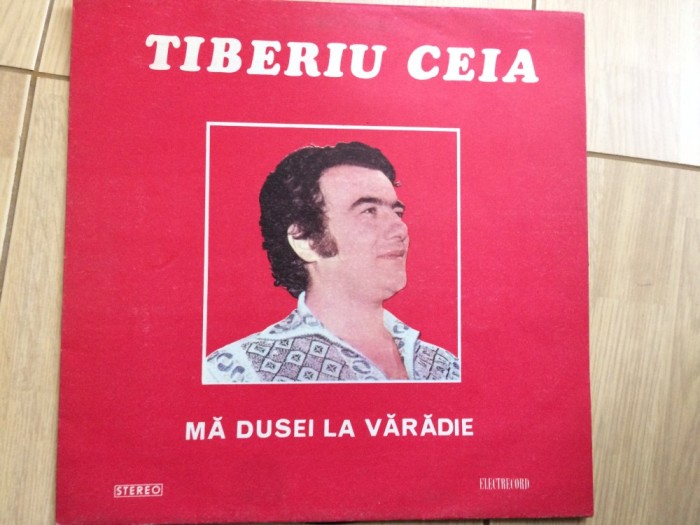 TIBERIU CEIA
MĂ DUSEI LA VĂRĂDIE
STEREO
ELECTRECORD